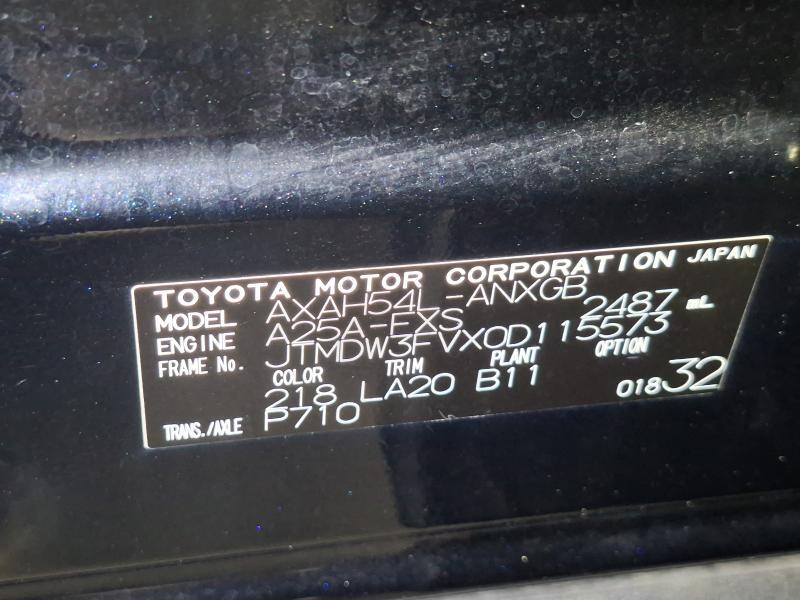 TOYOTA MOTOR CORPORATION JAPAN
MODEL AXAH54L-ANXGB
ENGINE A25A-FXS 2487 mL
FRAME No. JTMDW3FVX0D115573
COLOR TRIM PLANT OPTION
218 LA20 B11
TRANS./AXLE P710 01832